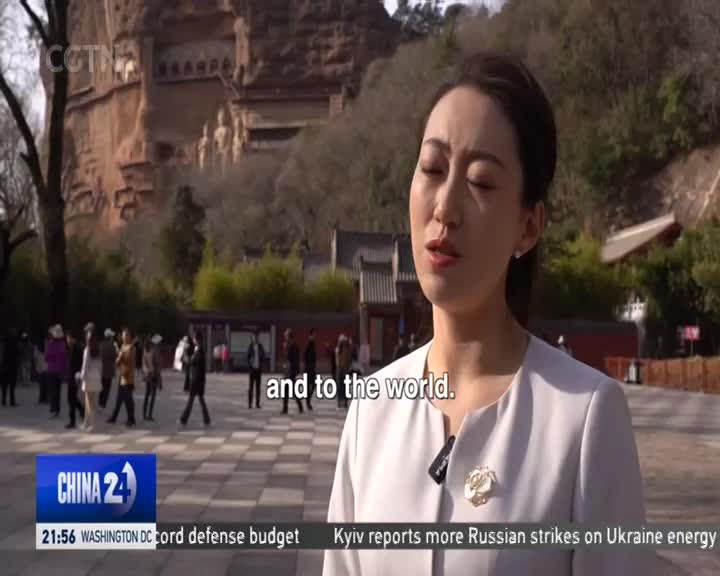 CGTN
and to the world.
CHINA 24
21:56 WASHINGTON DC
cord defense budget Kyiv reports more Russian strikes on Ukraine energy